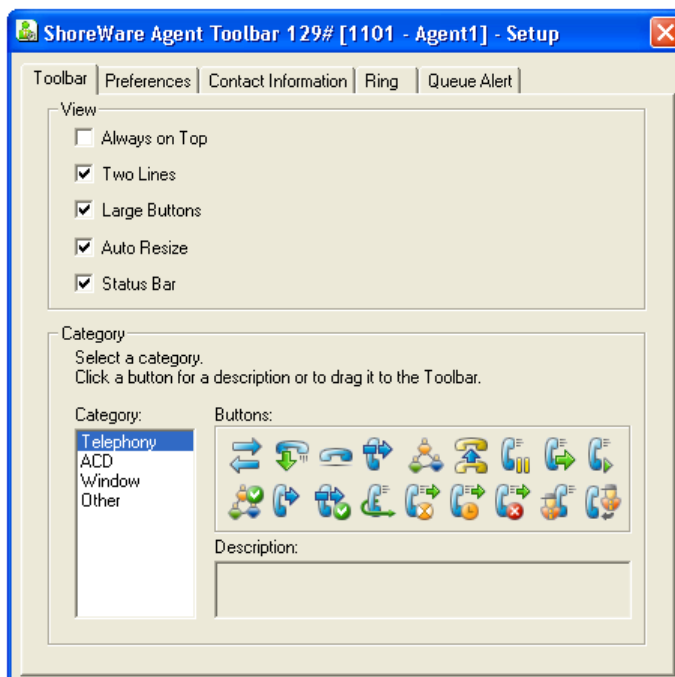 ShoreWare Agent Toolbar 129# [1101 - Agent1] - Setup
Toolbar Preferences Contact Information Ring Queue Alert
View
Always on Top
Two Lines
Large Buttons
Auto Resize
Status Bar
Category
Select a category.
Click a button for a description or to drag it to the Toolbar.
Category: Buttons:
Telephony
ACD
Window
Other
Description: